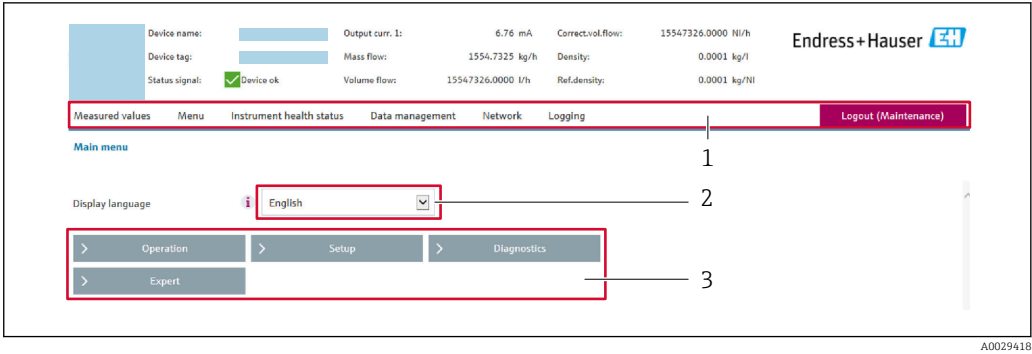 Device name: Output curr. 1: 6.76 mA Correct.vol.flow: 15547326.0000 Nl/h
Endress+Hauser EH
Device tag: Mass flow: 1554.7325 kg/h Density: 0.0001 kg/l
Status signal: Device ok Volume flow: 15547326.0000 l/h Ref.density: 0.0001 kg/Nl
Measured values Menu Instrument health status Data management Network Logging Logout (Maintenance)
1
Main menu
Display language i English 2
> Operation > Setup > Diagnostics
> Expert 3
A0029418